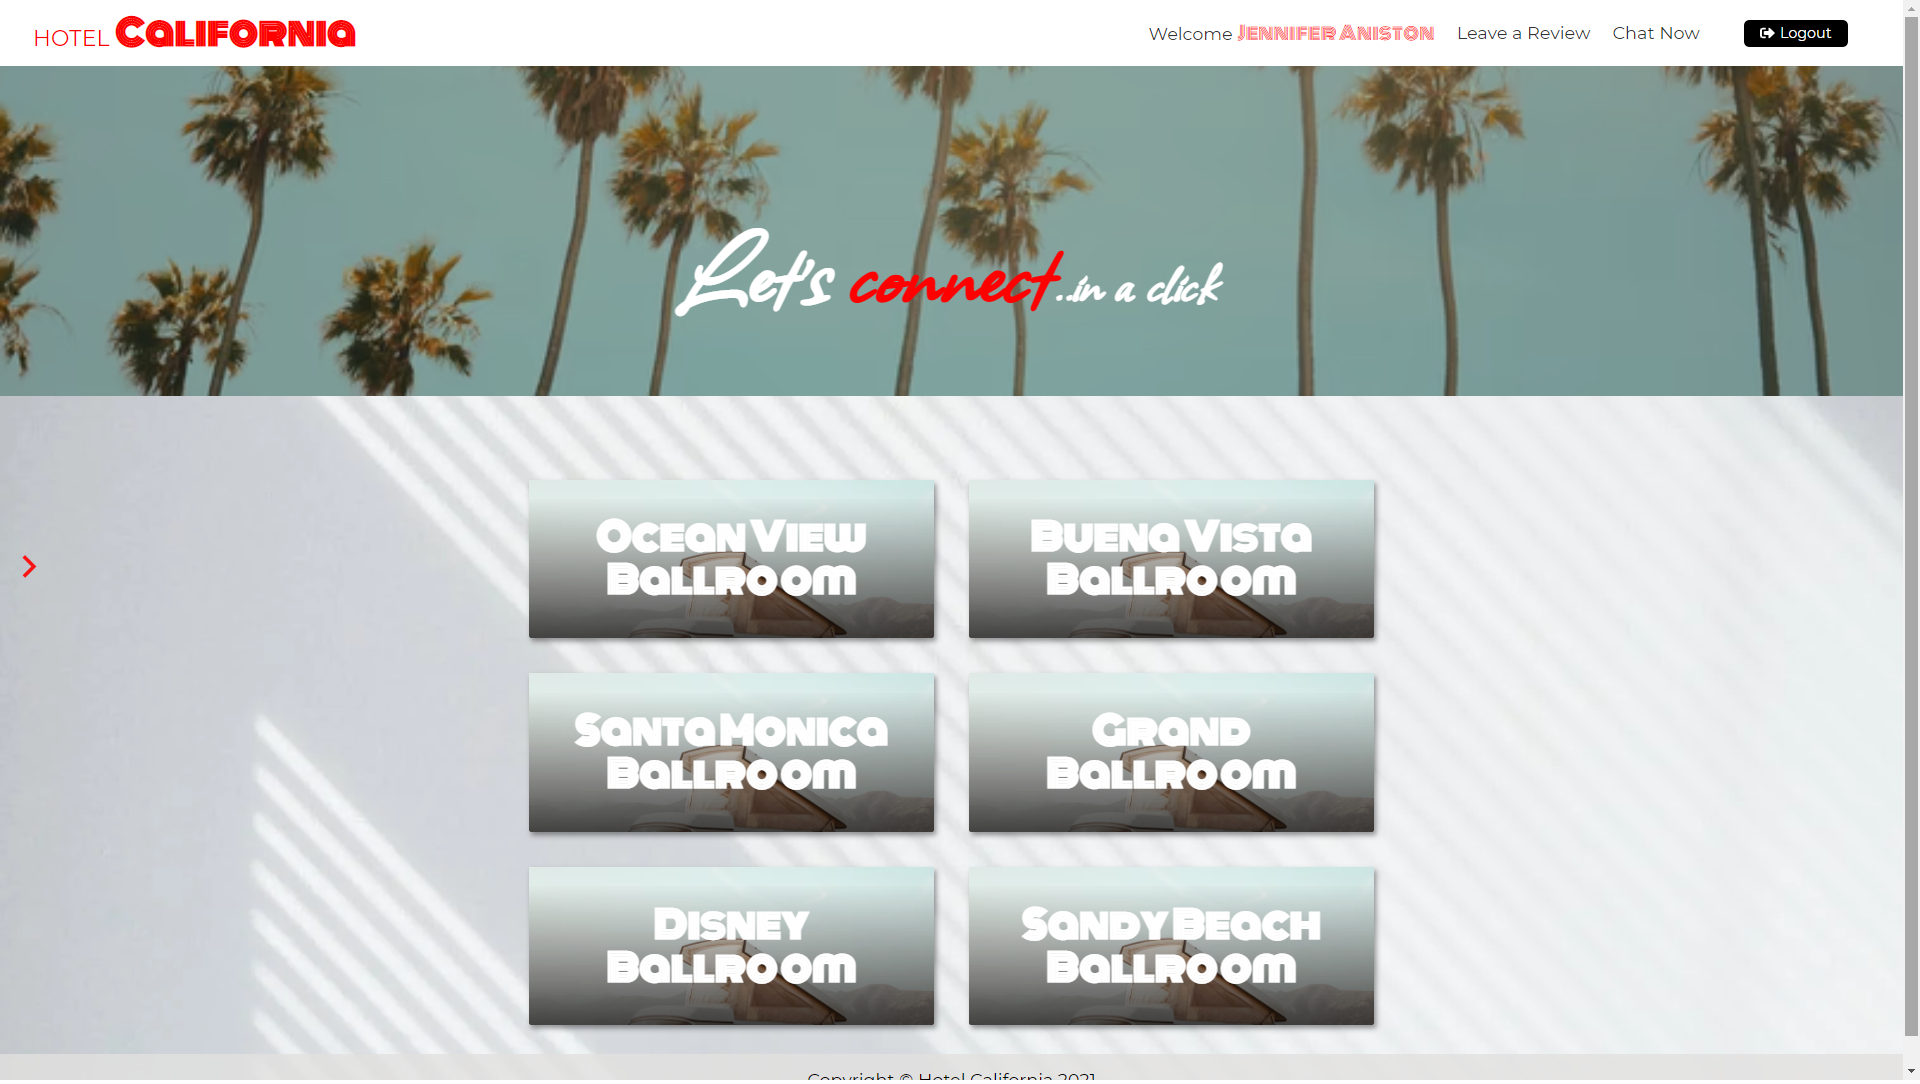 HOTEL California
Welcome Jennifer Aniston
Leave a Review
Chat Now
Logout
Let's connect..in a click
Ocean View
Ballroom
Buena Vista
Ballroom
Santa Monica
Ballroom
Grand
Ballroom
Disney
Ballroom
Sandy Beach
Ballroom
Copyright © Hotel California 2021